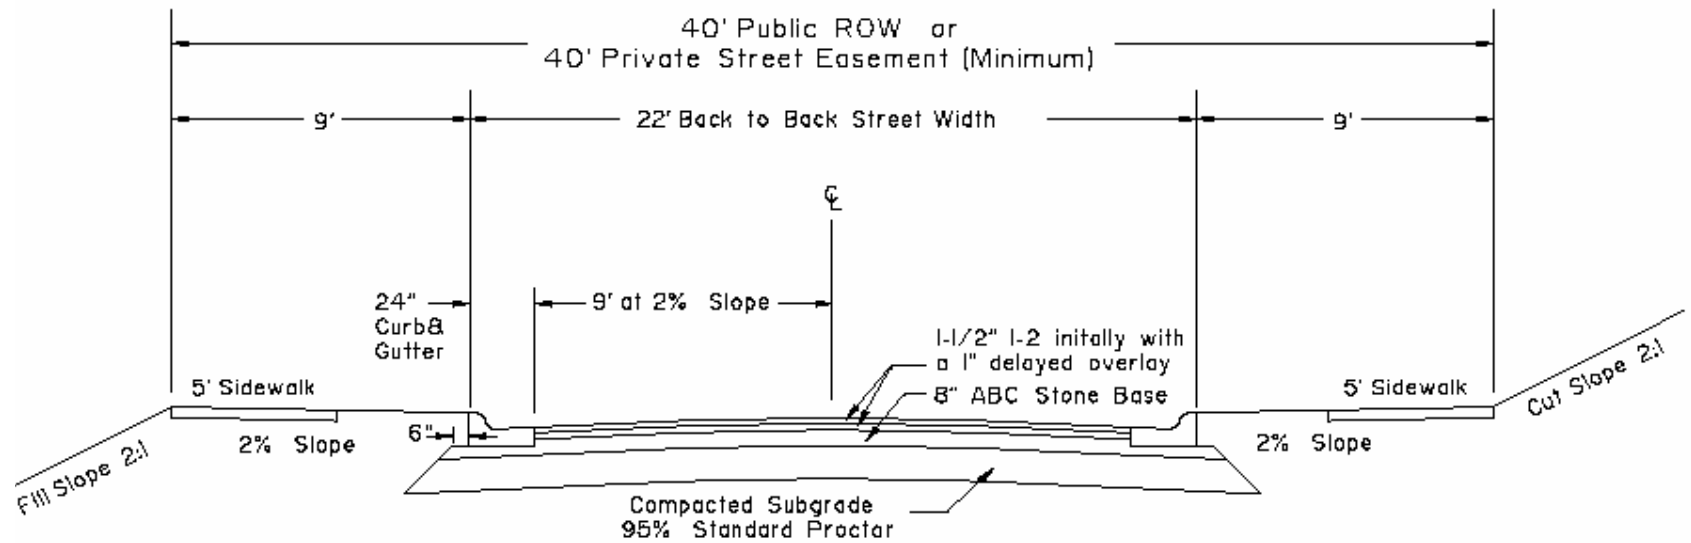 40' Public ROW or
40' Private Street Easement (Minimum)
9'
22' Back to Back Street Width
9'
℄
24"
Curb&
Gutter
9' at 2% Slope
1-1/2" I-2 initally with
a 1" delayed overlay
8" ABC Stone Base
5' Sidewalk
5' Sidewalk
6"
2% Slope
2% Slope
Fill Slope 2:1
Cut Slope 2:1
Compacted Subgrade
95% Standard Proctor